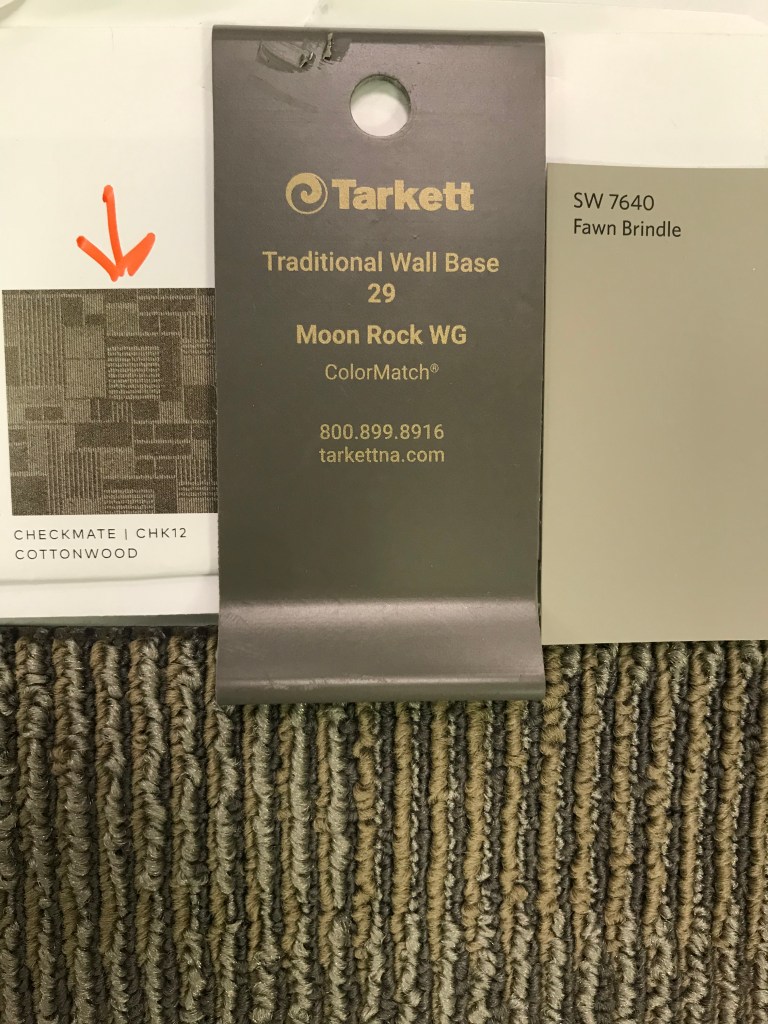 Tarkett
Traditional Wall Base
29
Moon Rock WG
ColorMatch®
800.899.8916
tarkettna.com
SW 7640
Fawn Brindle
CHECKMATE | CHK12
COTTONWOOD